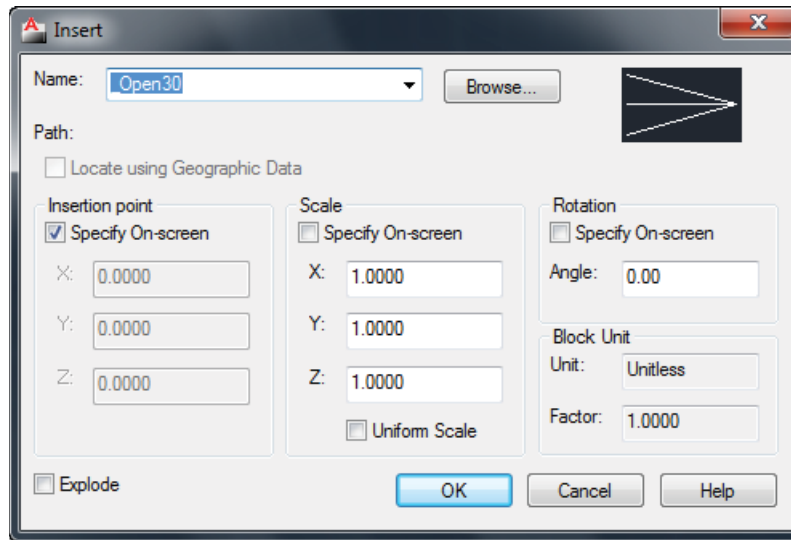 Insert
Name: _Open30 Browse...
Path:
Locate using Geographic Data
Insertion point
Specify On-screen
X: 0.0000
Y: 0.0000
Z: 0.0000
Scale
Specify On-screen
X: 1.0000
Y: 1.0000
Z: 1.0000
Uniform Scale
Rotation
Specify On-screen
Angle: 0.00
Block Unit
Unit: Unitless
Factor: 1.0000
Explode
OK Cancel Help